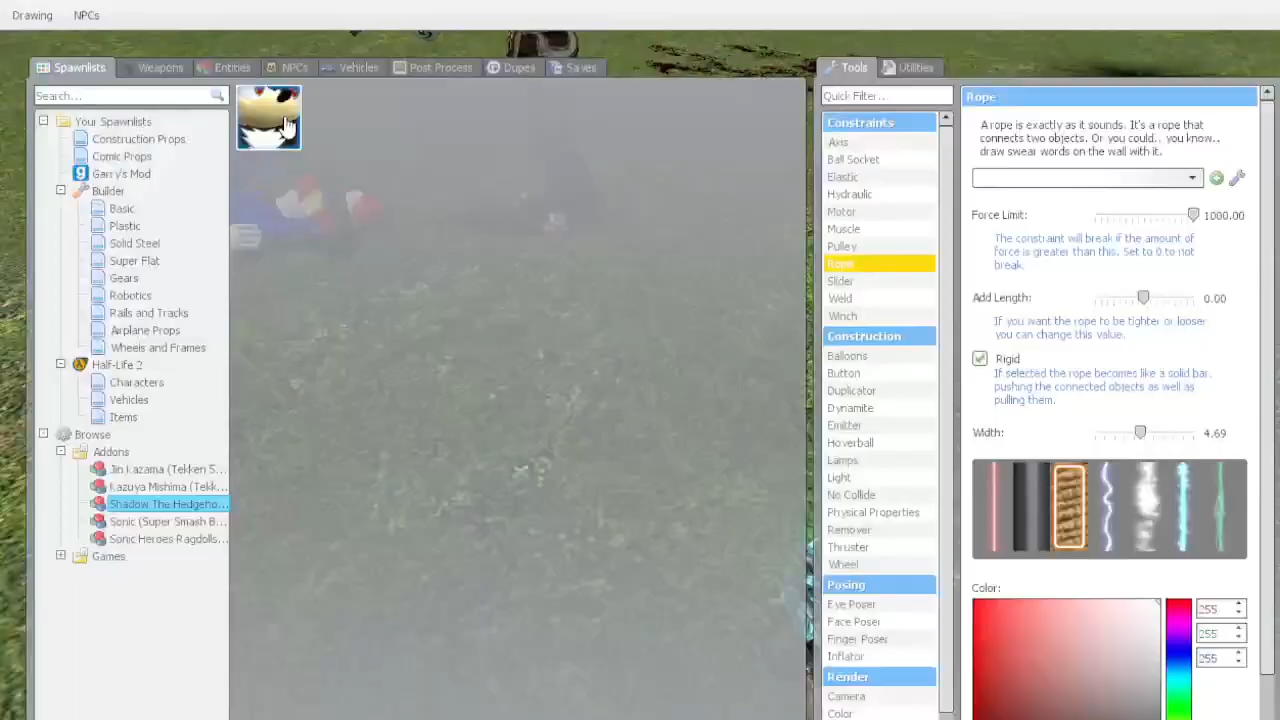 Drawing NPCs
Spawnlists Weapons Entities NPCs Vehicles Post Process Dupes Saves
Search...
Your Spawnlists
Construction Props
Comic Props
Garry's Mod
Builder
Basic
Plastic
Solid Steel
Super Flat
Gears
Robotics
Rails and Tracks
Airplane Props
Wheels and Frames
Half-Life 2
Characters
Vehicles
Items
Browse
Addons
Jin Kazama (Tekken S...
Kazuya Mishima (Tekk...
Shadow The Hedgeho...
Sonic (Super Smash B...
Sonic Heroes Ragdolls...
Games
Tools Utilities
Quick Filter...
Constraints
Axis
Ball Socket
Elastic
Hydraulic
Motor
Muscle
Pulley
Rope
Slider
Weld
Winch
Construction
Balloons
Button
Duplicator
Dynamite
Emitter
Hoverball
Lamps
Light
No Collide
Physical Properties
Remover
Thruster
Wheel
Posing
Eye Poser
Face Poser
Finger Poser
Inflator
Render
Camera
Color
Rope
A rope is exactly as it sounds. It's a rope that
connects two objects. Or you could.. you know..
draw swear words on the wall with it.
Force Limit: 1000.00
The constraint will break if the amount of
force is greater than this. Set to 0 to not
break.
Add Length: 0.00
If you want the rope to be tighter or looser
you can change this value.
Rigid
If selected the rope becomes like a solid bar,
pushing the connected objects as well as
pulling them.
Width: 4.69
Color:
255
255
255